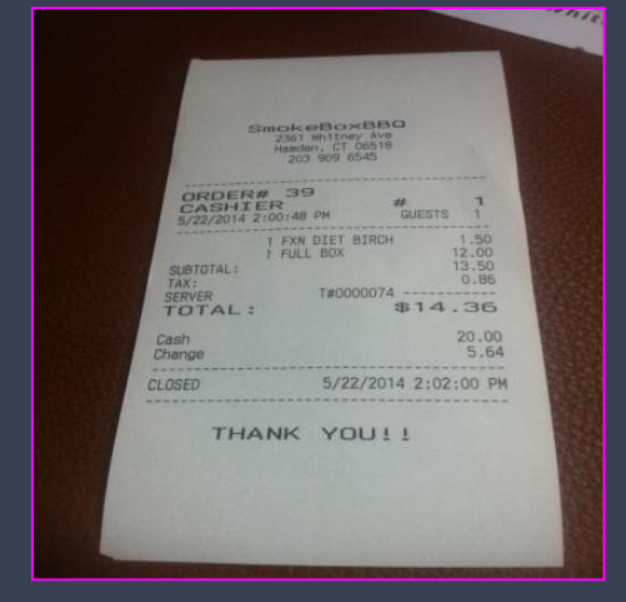 SmokeBoxBBQ
2361 Whitney Ave
Hamden, CT 06518
203 909 6545
ORDER# 39
CASHIER # 1
5/22/2014 2:00:48 PM GUESTS 1
1 FXN DIET BIRCH 1.50
1 FULL BOX 12.00
SUBTOTAL: 13.50
TAX: 0.86
SERVER T#0000074
TOTAL: $14.36
Cash 20.00
Change 5.64
CLOSED 5/22/2014 2:02:00 PM
THANK YOU!!